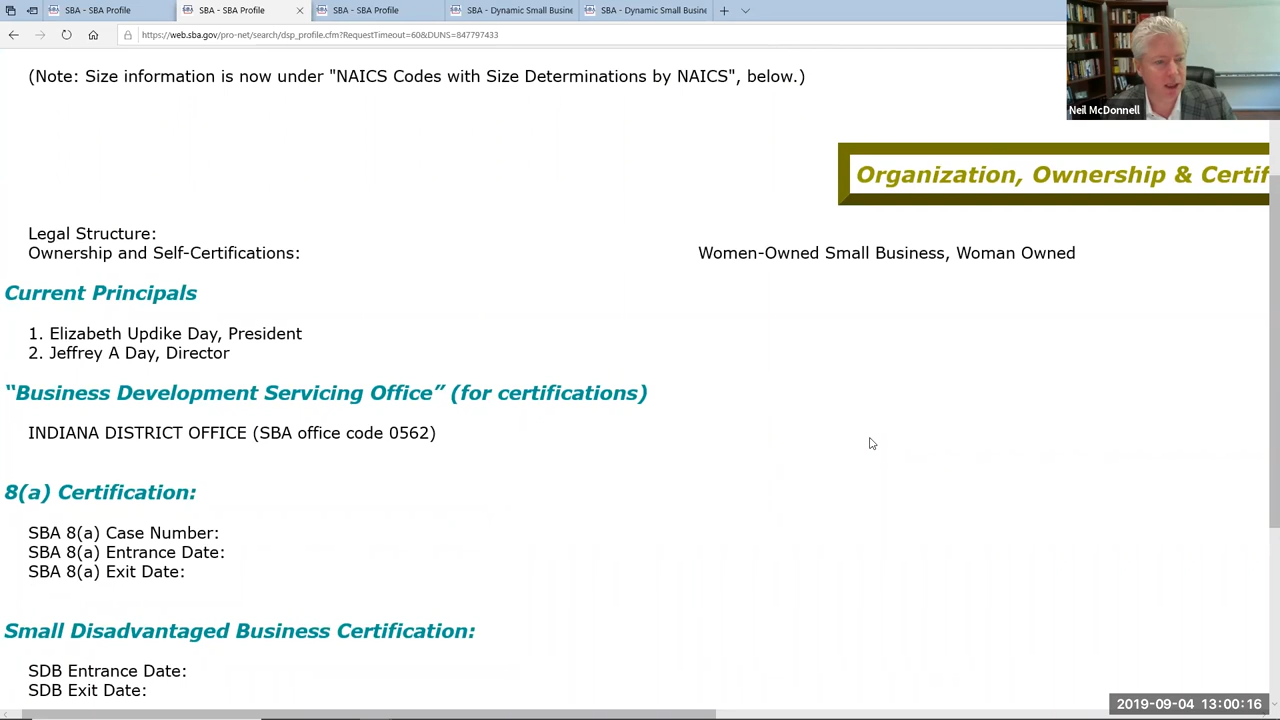 SBA - SBA Profile
SBA - SBA Profile
SBA - SBA Profile
SBA - Dynamic Small Busine
SBA - Dynamic Small Busine
https://web.sba.gov/pro-net/search/dsp_profile.cfm?RequestTimeout=60&DUNS=847797433
(Note: Size information is now under "NAICS Codes with Size Determinations by NAICS", below.)
Neil McDonnell
Organization, Ownership & Certif
Legal Structure:
Ownership and Self-Certifications: Women-Owned Small Business, Woman Owned
Current Principals
1. Elizabeth Updike Day, President
2. Jeffrey A Day, Director
“Business Development Servicing Office” (for certifications)
INDIANA DISTRICT OFFICE (SBA office code 0562)
8(a) Certification:
SBA 8(a) Case Number:
SBA 8(a) Entrance Date:
SBA 8(a) Exit Date:
Small Disadvantaged Business Certification:
SDB Entrance Date:
SDB Exit Date:
2019-09-04 13:00:16